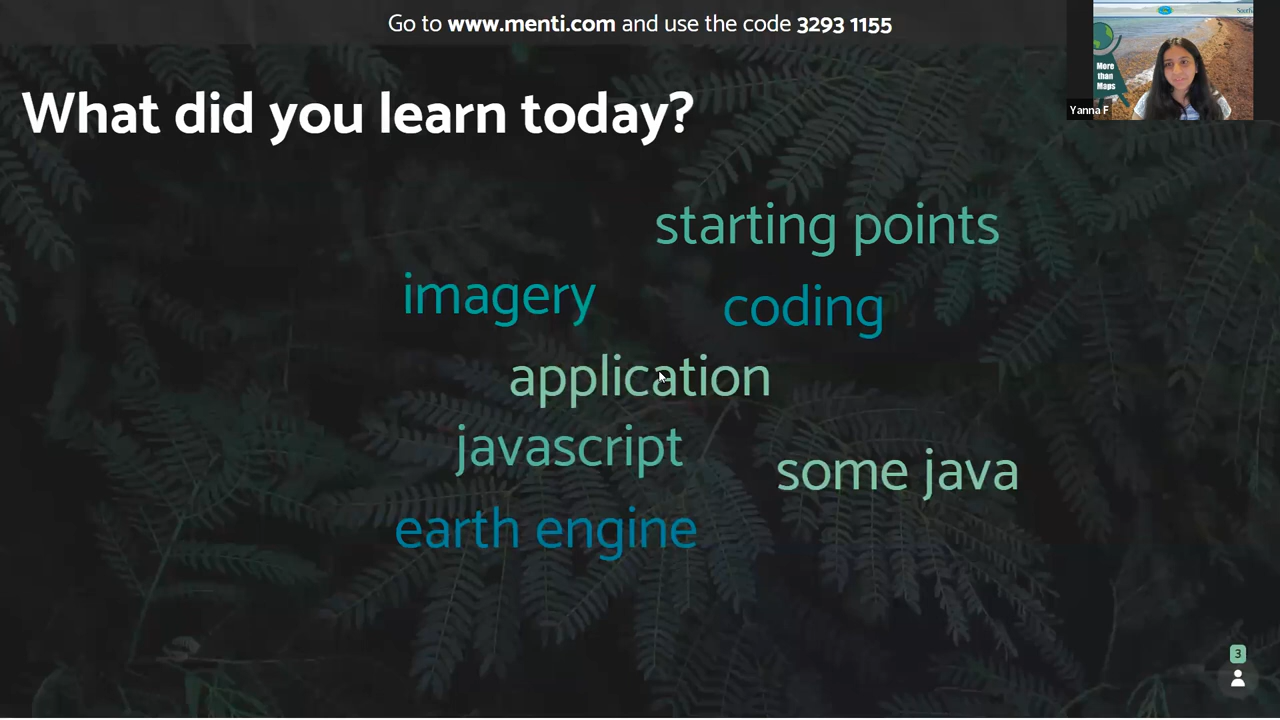 Go to www.menti.com and use the code 3293 1155
More
than
Maps
Yanna F
What did you learn today?
starting points
imagery
coding
application
javascript
some java
earth engine
3